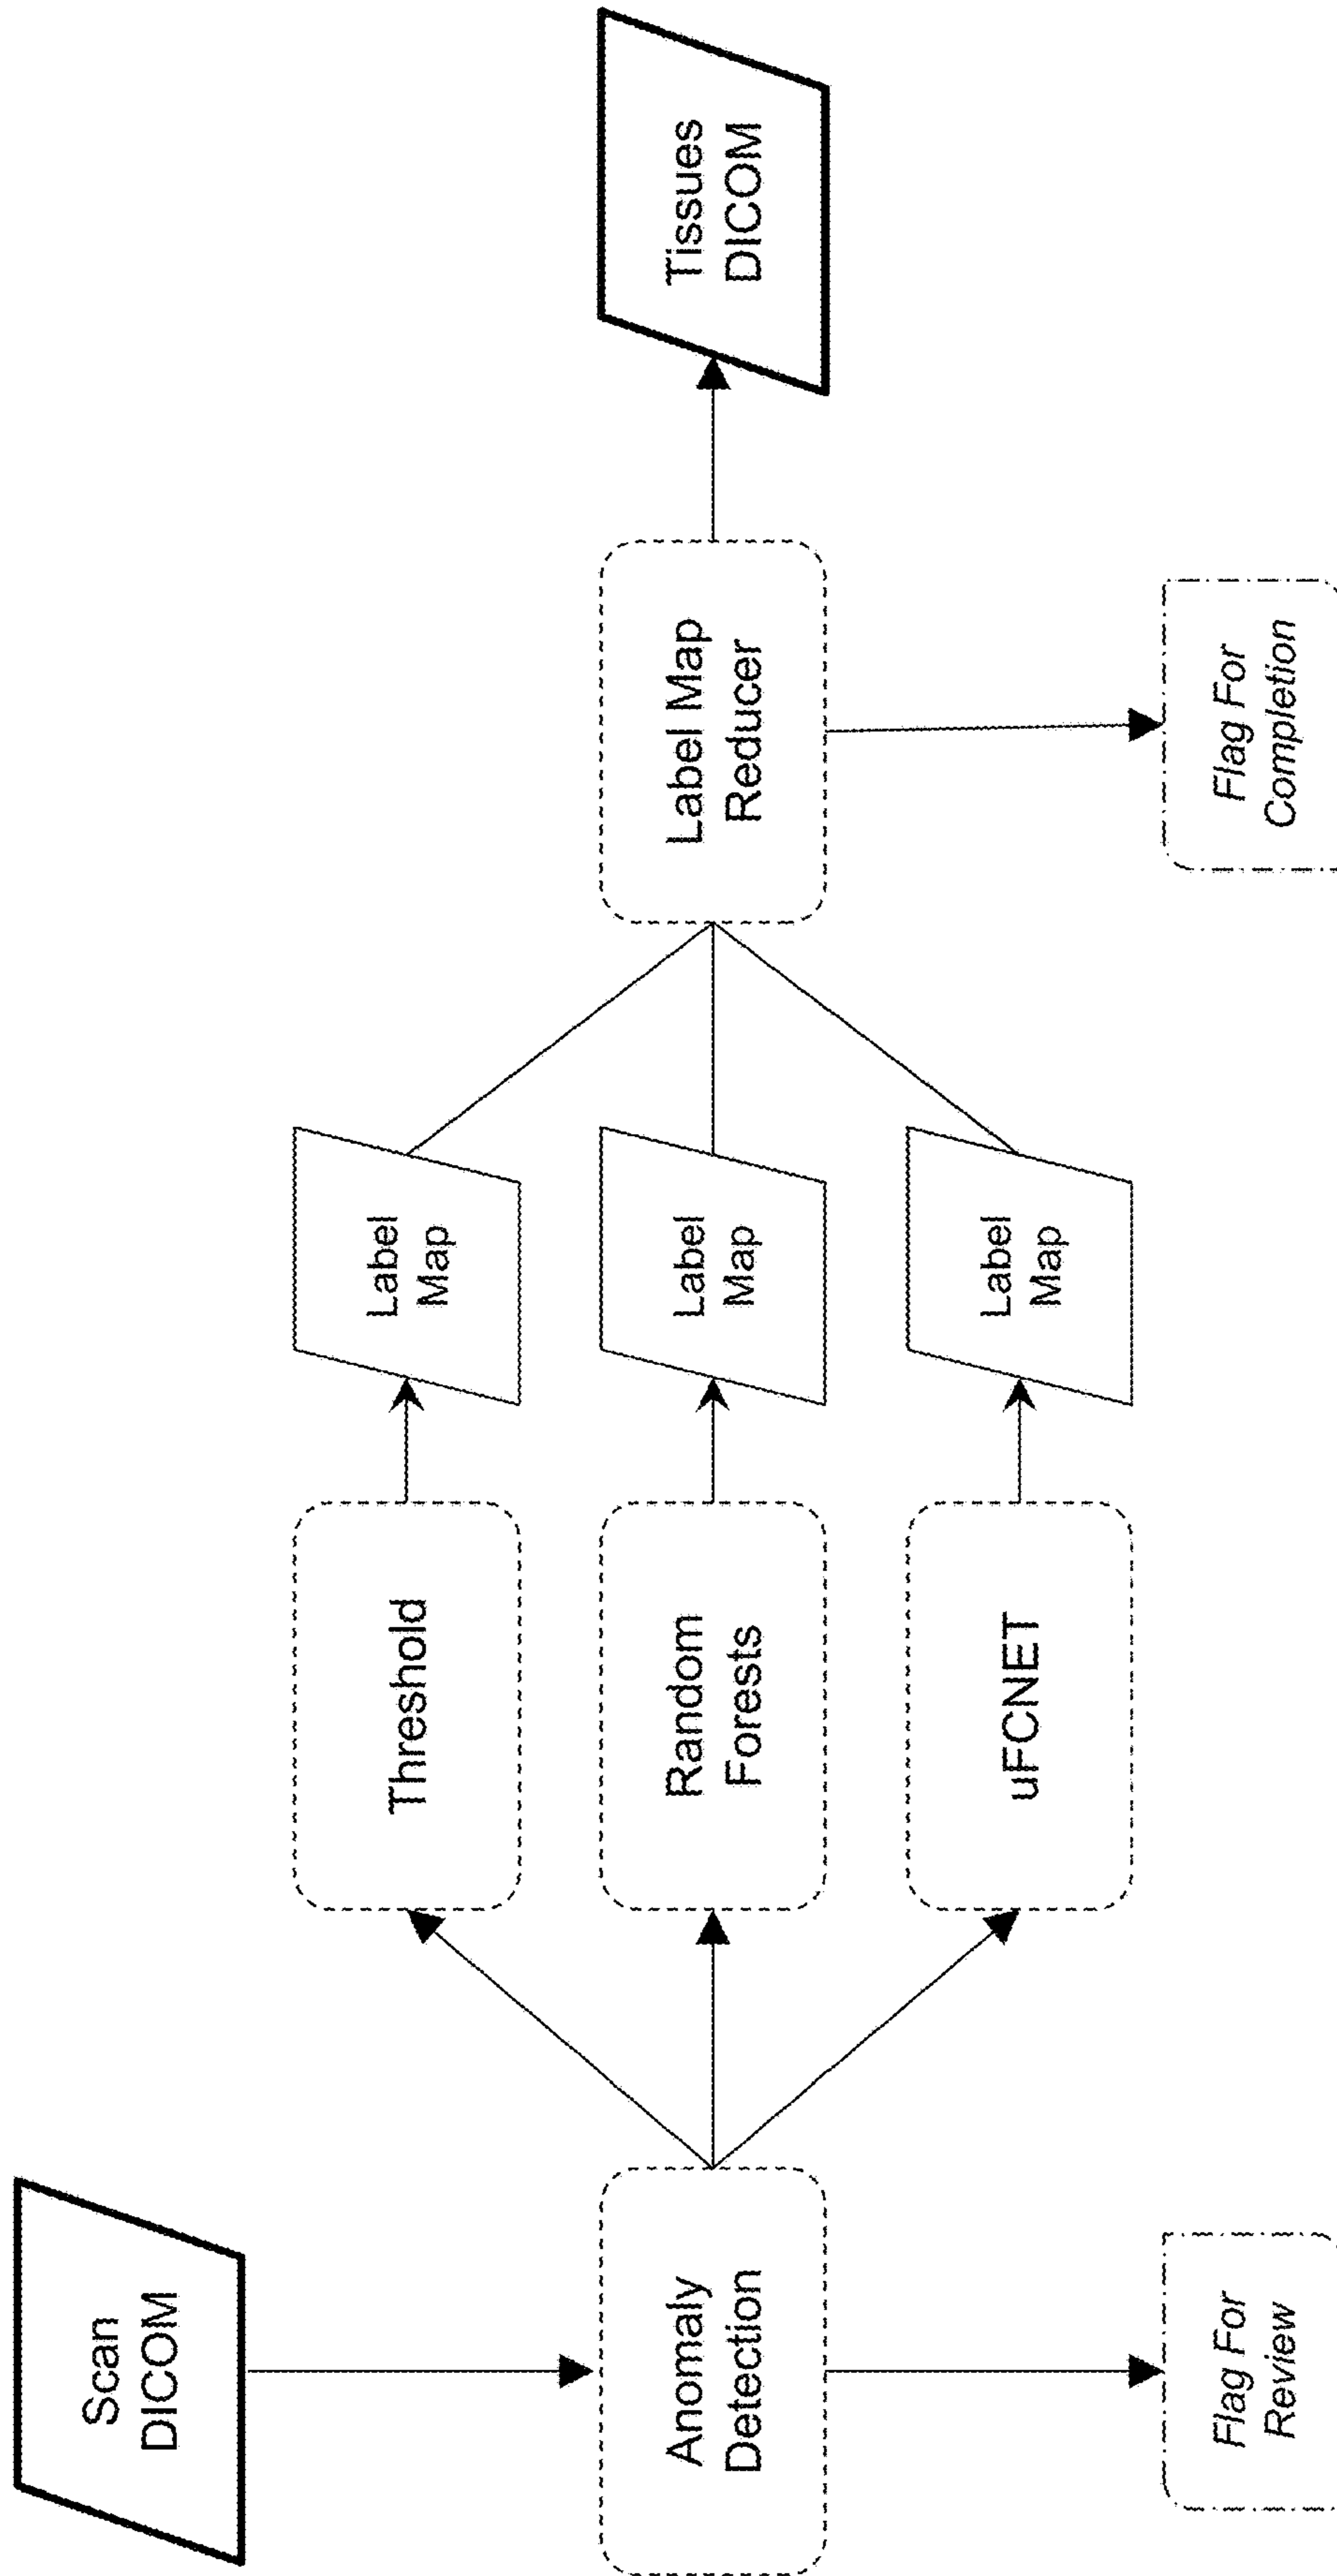 Scan
DICOM
Anomaly
Detection
Flag For
Review
Threshold
Random
Forests
uFCNET
Label
Map
Label
Map
Label
Map
Label Map
Reducer
Flag For
Completion
Tissues
DICOM